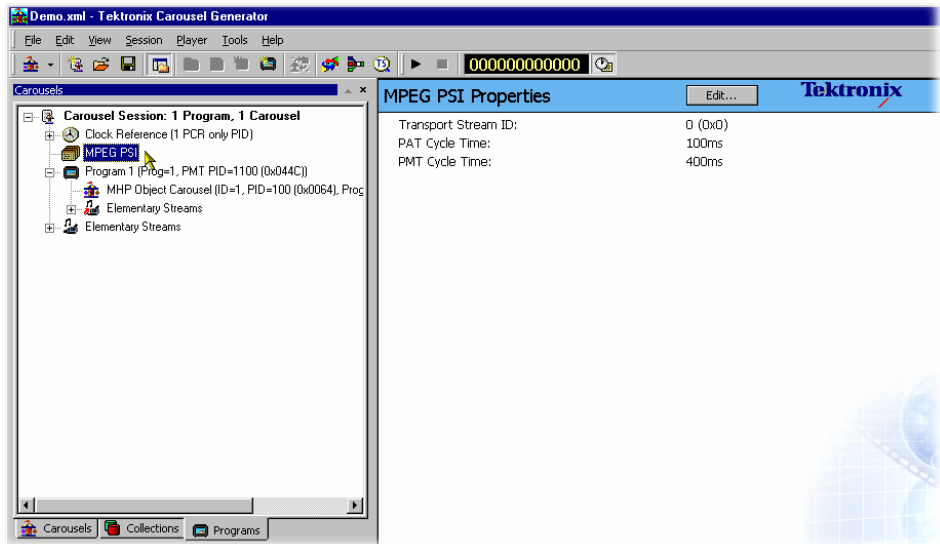 Demo.xml - Tektronix Carousel Generator
File Edit View Session Player Tools Help
TS 000000000000
Carousels
Carousel Session: 1 Program, 1 Carousel
Clock Reference (1 PCR only PID)
MPEG PSI
Program 1 (Prog=1, PMT PID=1100 (0x044C))
MHP Object Carousel (ID=1, PID=100 (0x0064), Prog
Elementary Streams
Elementary Streams
Carousels Collections Programs
MPEG PSI Properties Edit... Tektronix
Transport Stream ID: 0 (0x0)
PAT Cycle Time: 100ms
PMT Cycle Time: 400ms